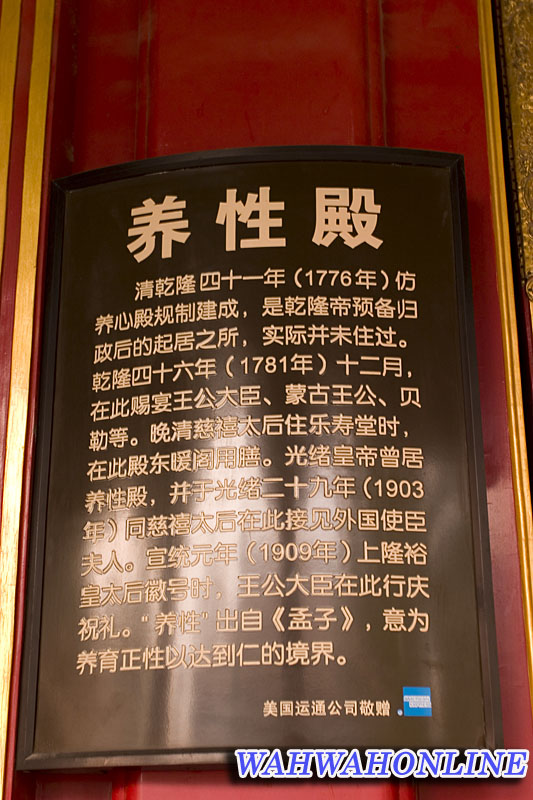 养性殿
清乾隆四十一年（1776年）仿
养心殿规制建成，是乾隆帝预备归
政后的起居之所，实际并未住过。
乾隆四十六年（1781年）十二月，
在此赐宴王公大臣、蒙古王公、贝
勒等。晚清慈禧太后住乐寿堂时，
在此殿东暖阁用膳。光绪皇帝曾居
养性殿，并于光绪二十九年（1903
年）同慈禧太后在此接见外国使臣
夫人。宣统元年（1909年）上隆裕
皇太后徽号时，王公大臣在此行庆
祝礼。“养性”出自《孟子》，意为
养育正性以达到仁的境界。
美国运通公司敬赠
WAHWAHONLINE